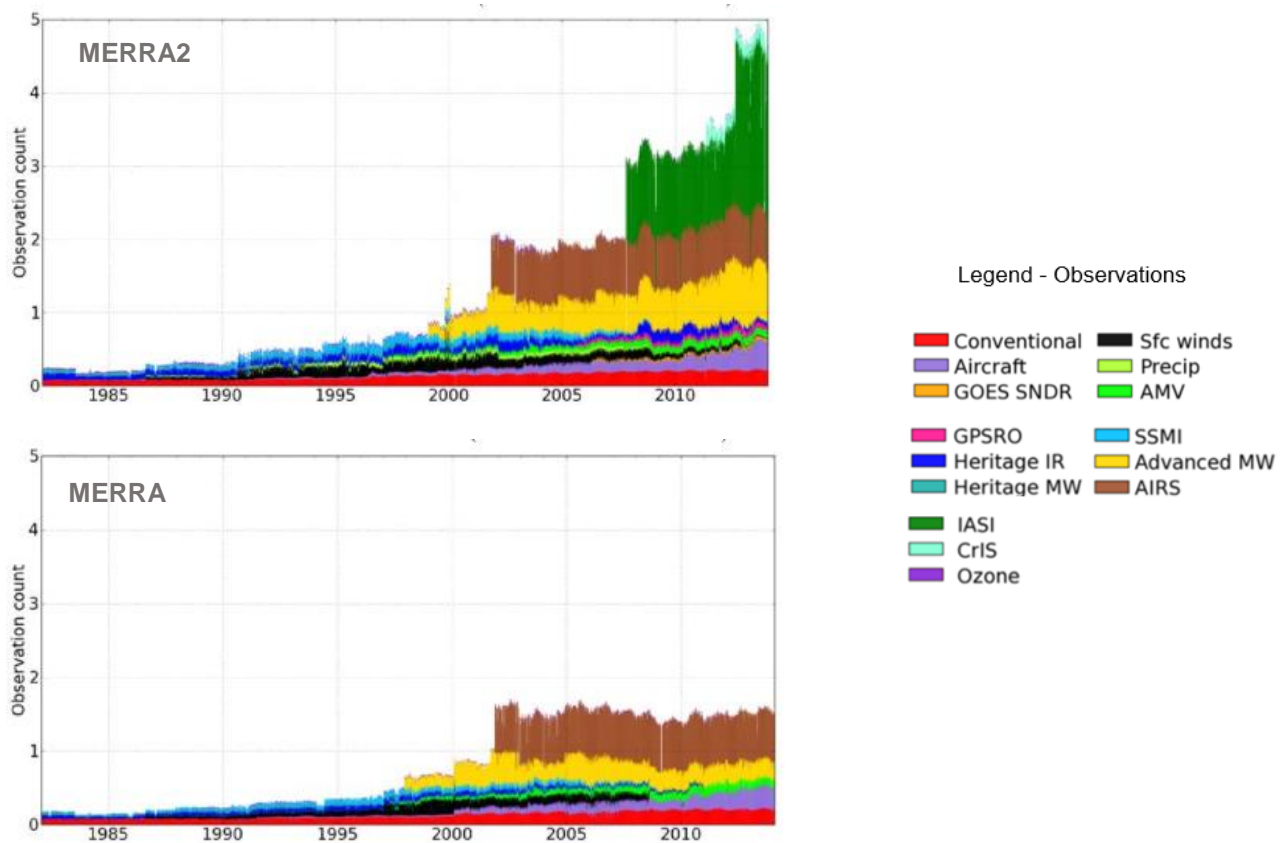 MERRA2
Observation count
5
4
3
2
1
0
1985 1990 1995 2000 2005 2010
MERRA
Observation count
5
4
3
2
1
0
1985 1990 1995 2000 2005 2010
Legend - Observations
Conventional Sfc winds
Aircraft Precip
GOES SNDR AMV
GPSRO SSMI
Heritage IR Advanced MW
Heritage MW AIRS
IASI
CrIS
Ozone